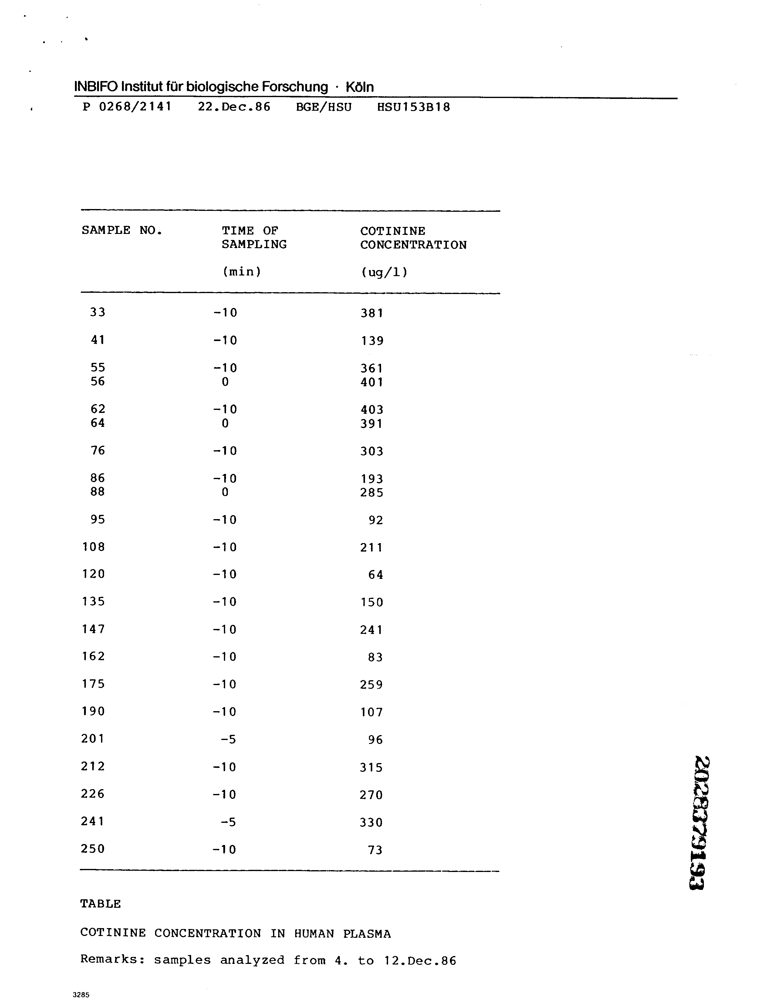 INBIFO Institut für biologische Forschung · Köln
P 0268/2141 22.Dec.86 BGE/HSU HSU153B18
SAMPLE NO. TIME OF SAMPLING COTININE CONCENTRATION
(min) (ug/l)
33 -10 381
41 -10 139
55 -10 361
56 0 401
62 -10 403
64 0 391
76 -10 303
86 -10 193
88 0 285
95 -10 92
108 -10 211
120 -10 64
135 -10 150
147 -10 241
162 -10 83
175 -10 259
190 -10 107
201 -5 96
212 -10 315
226 -10 270
241 -5 330
250 -10 73
TABLE
COTININE CONCENTRATION IN HUMAN PLASMA
Remarks: samples analyzed from 4. to 12.Dec.86
3285
2028379193